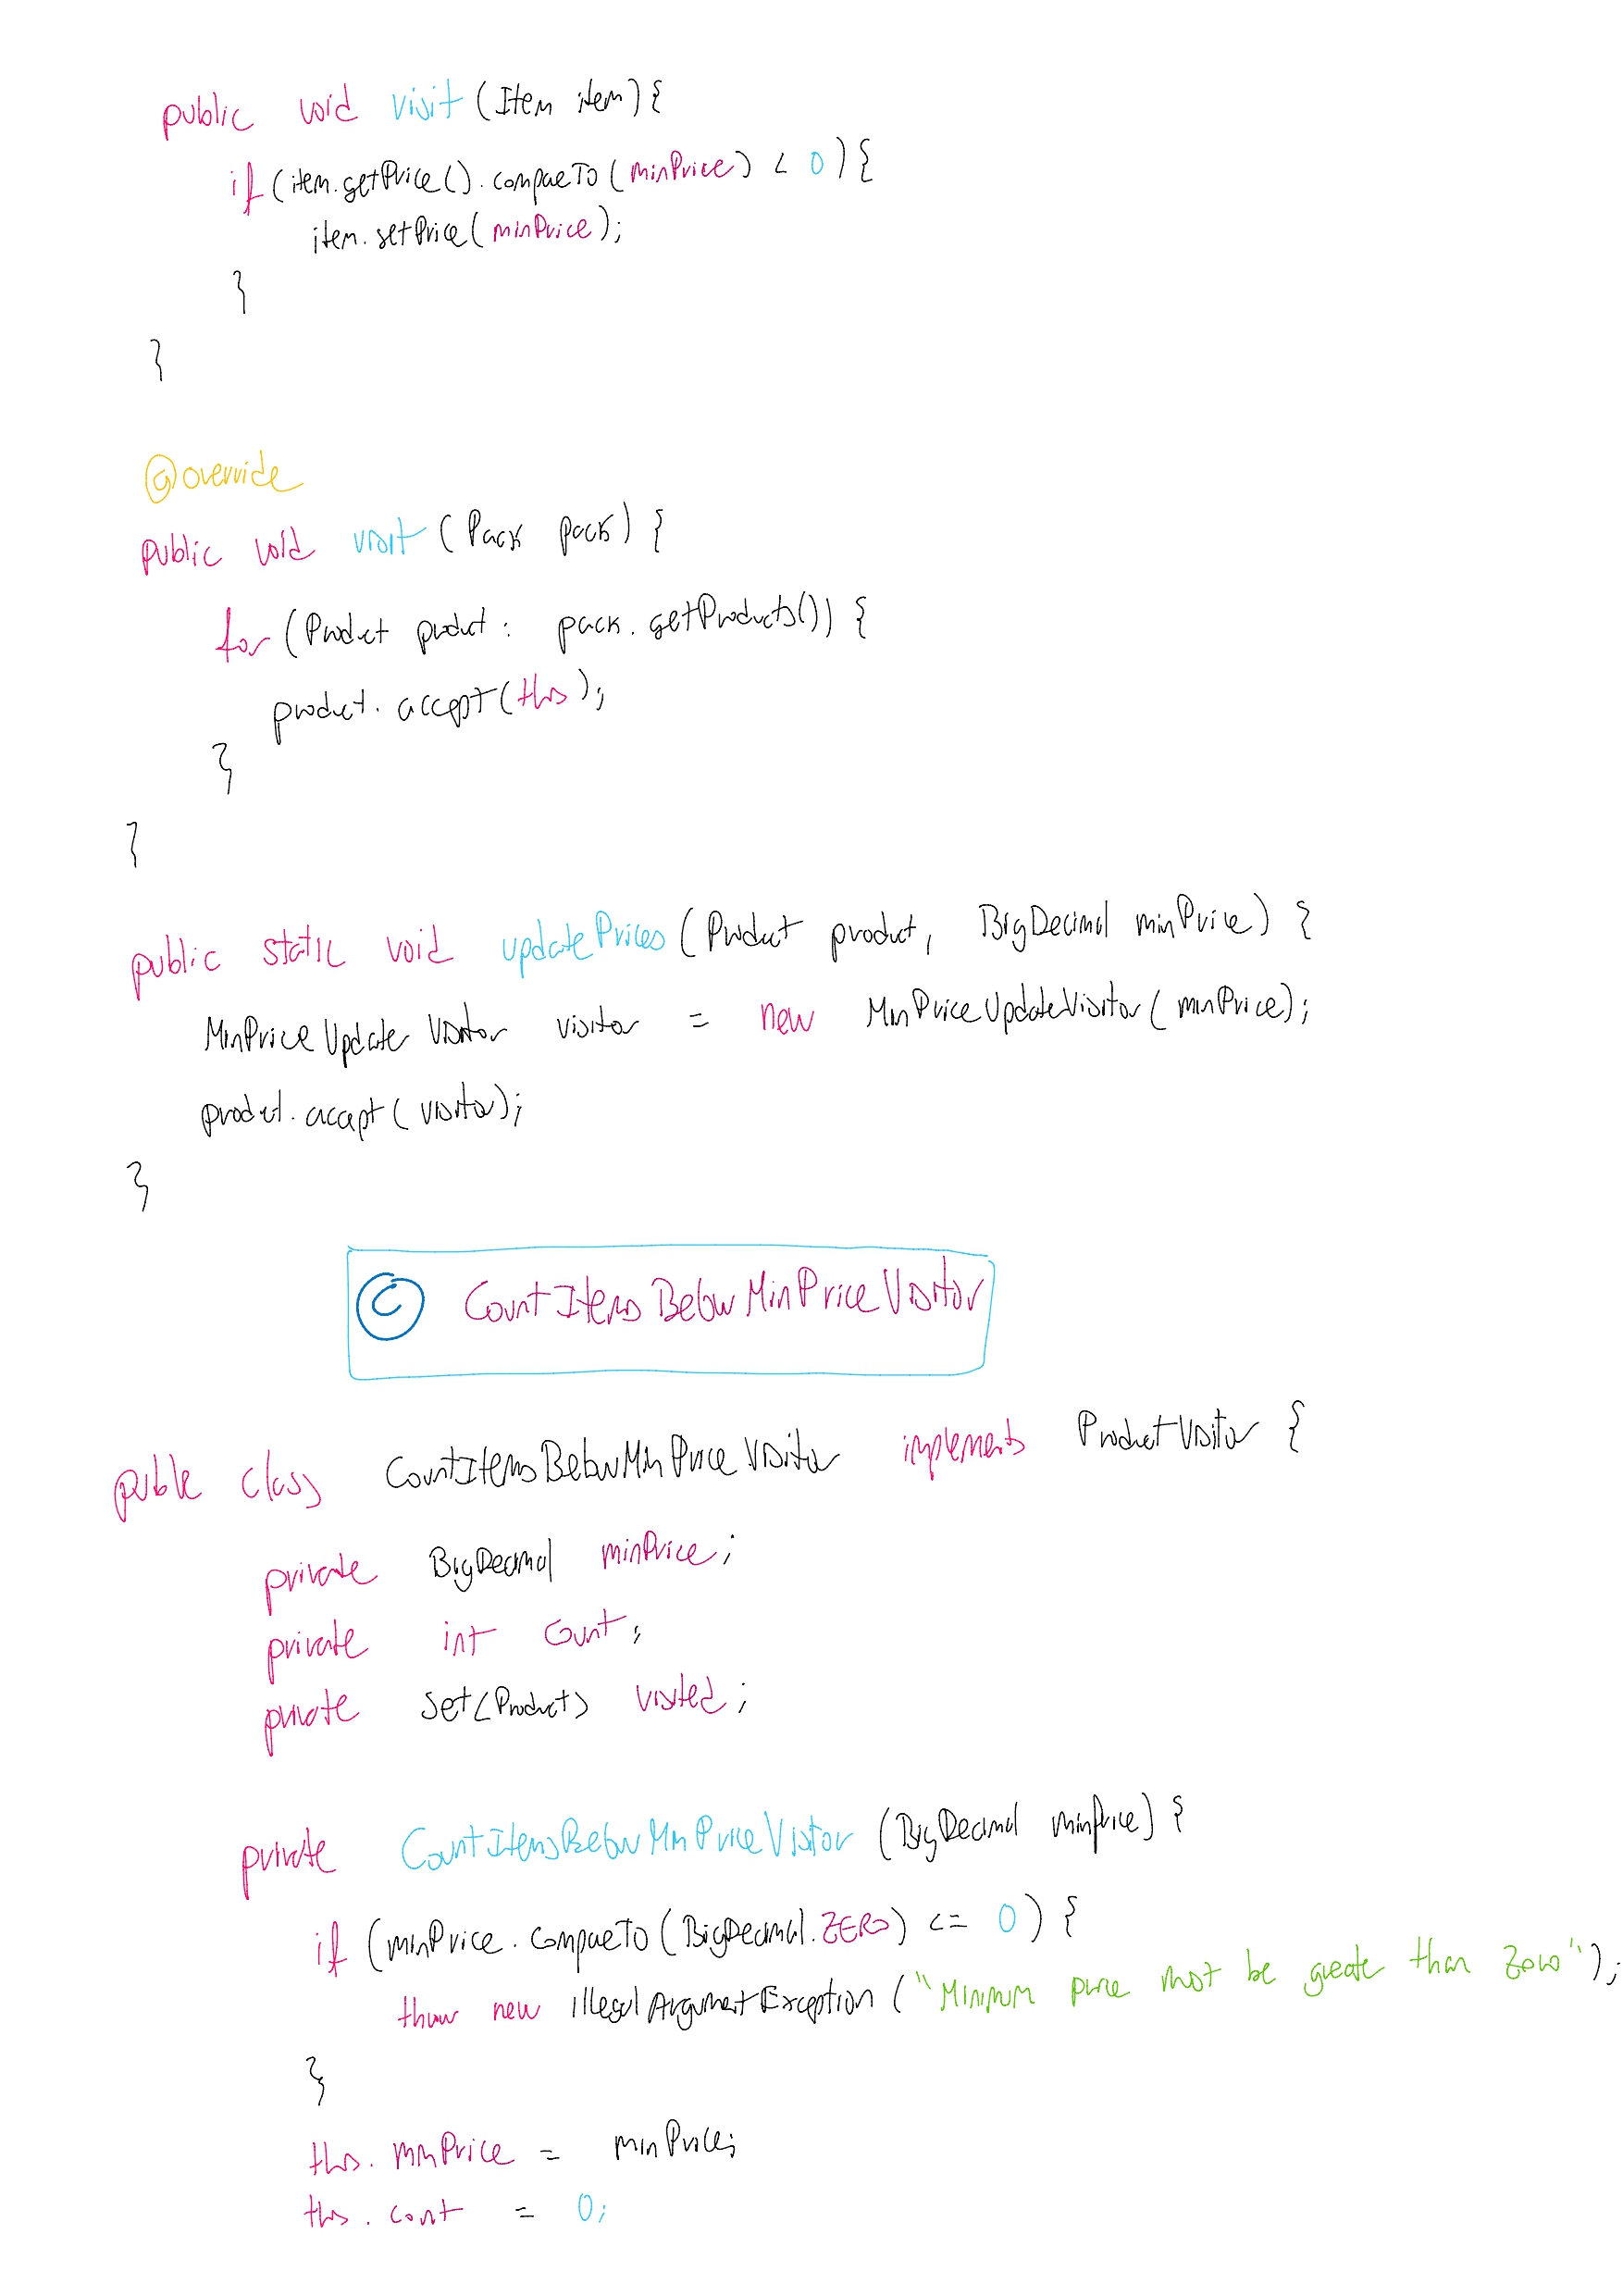 public void visit (Item item) {
if (item.getPrice().compareTo(minPrice) < 0) {
item.setPrice(minPrice);
}
}
@override
public void visit (Pack pack) {
for (Product product : pack.getProducts()) {
product.accept(this);
}
}
public static void updatePrices (Product product, BigDecimal minPrice) {
MinPriceUpdateVisitor visitor = new MinPriceUpdateVisitor(minPrice);
product.accept(visitor);
}
© CountItemsBelowMinPriceVisitor
public class CountItemsBelowMinPriceVisitor implements ProductVisitor {
private BigDecimal minPrice;
private int count;
private Set<Product> visited;
private CountItemsBelowMinPriceVisitor (BigDecimal minPrice) {
if (minPrice.compareTo(BigDecimal.ZERO) <= 0) {
throw new IllegalArgumentException("Minimum price must be greater than zero");
}
this.minPrice = minPrice;
this.count = 0;